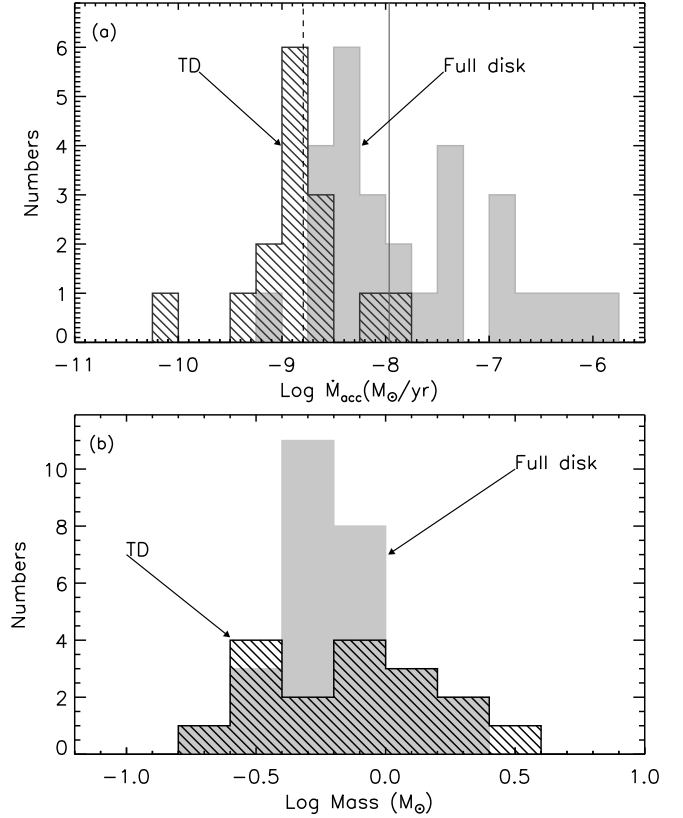 (a)
TD
Full disk
Numbers
6
5
4
3
2
1
0
−11 −10 −9 −8 −7 −6
Log Ṁacc(M⊙/yr)
(b)
Full disk
TD
Numbers
10
8
6
4
2
0
−1.0 −0.5 0.0 0.5 1.0
Log Mass (M⊙)